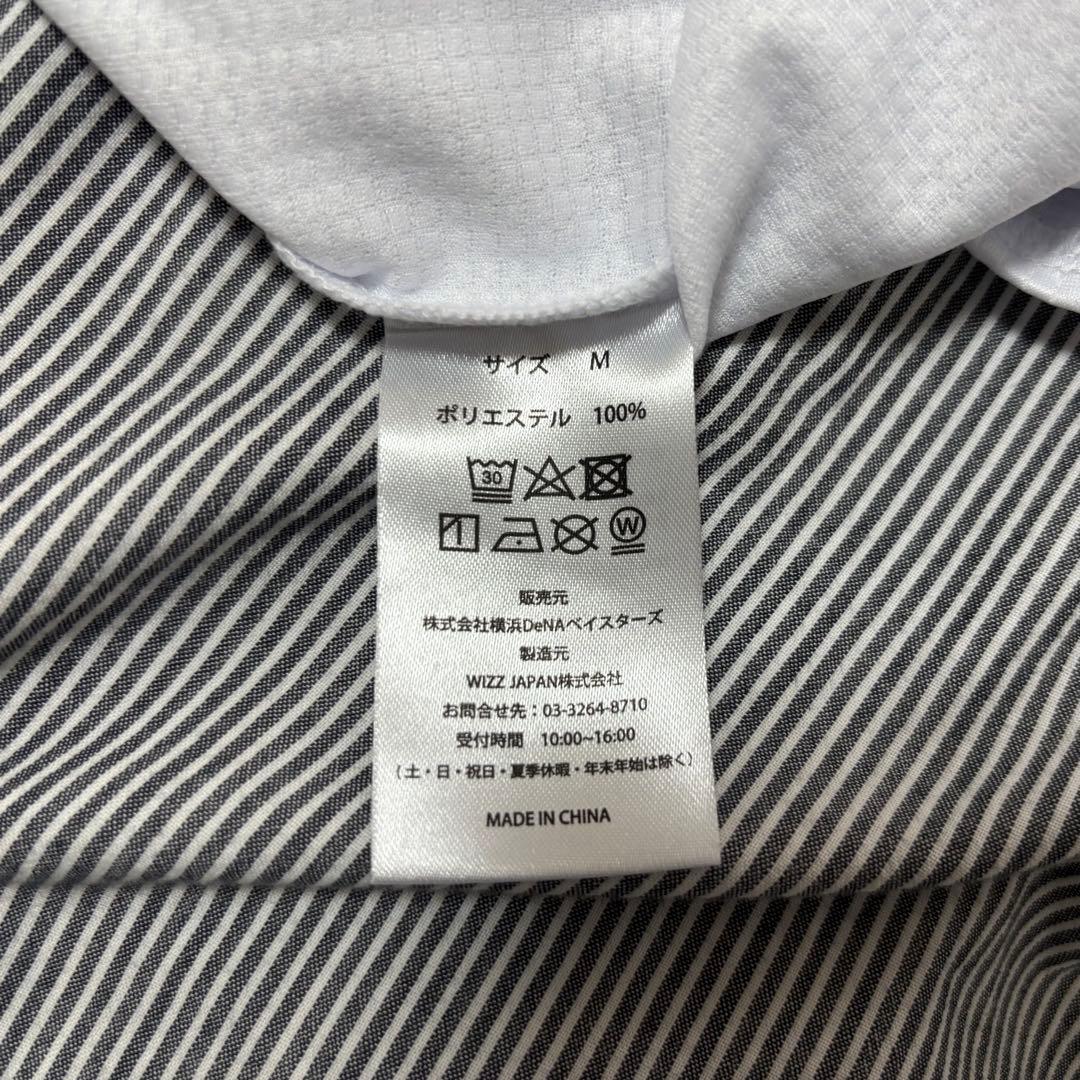 サイズ M
ポリエステル 100%
30
W
販売元
株式会社横浜DeNAベイスターズ
製造元
WIZZ JAPAN株式会社
お問合せ先：03-3264-8710
受付時間 10:00~16:00
（土・日・祝日・夏季休暇・年末年始は除く）
MADE IN CHINA